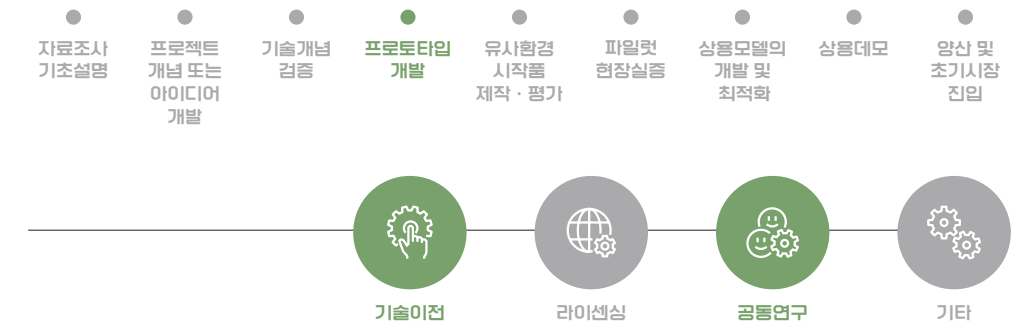 자료조사
기초설명
프로젝트
개념 또는
아이디어
개발
기술개념
검증
프로토타입
개발
유사환경
시작품
제작 · 평가
파일럿
현장실증
상용모델의
개발 및
최적화
상용데모
양산 및
초기시장
진입
기술이전
라이센싱
공동연구
기타